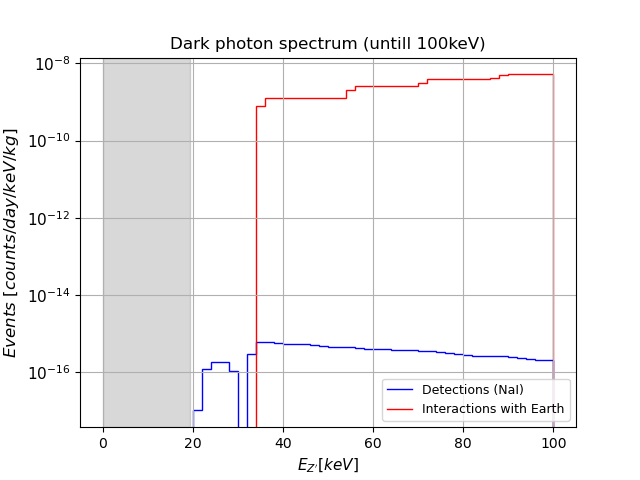 Dark photon spectrum (untill 100keV)
Events [counts/day/keV/kg]
10⁻⁸
10⁻¹⁰
10⁻¹²
10⁻¹⁴
10⁻¹⁶
Detections (NaI)
Interactions with Earth
0 20 40 60 80 100
E_Z'[keV]